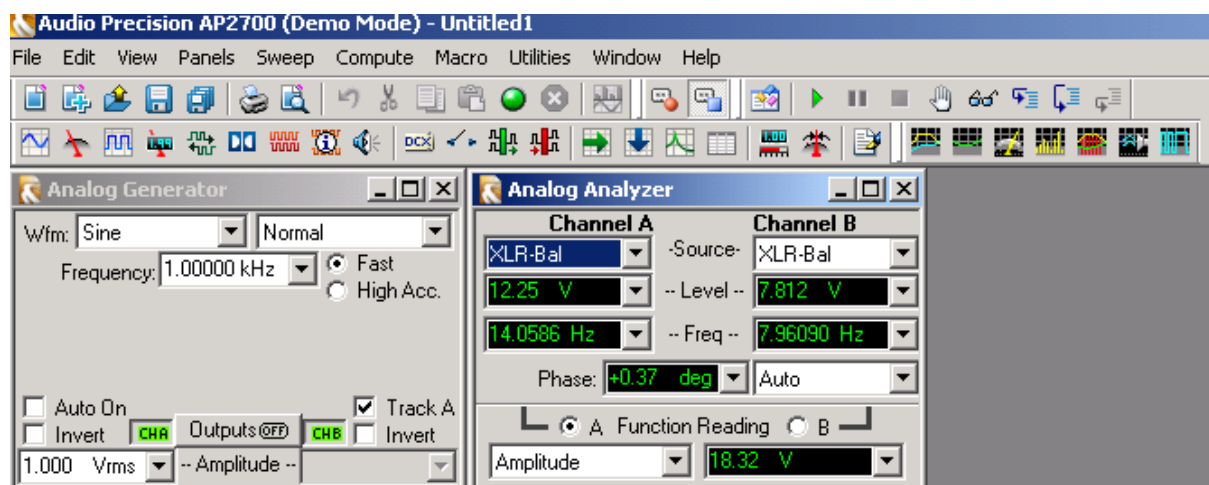 Audio Precision AP2700 (Demo Mode) - Untitled1
File Edit View Panels Sweep Compute Macro Utilities Window Help
DCX
Analog Generator
Wfm: Sine Normal
Frequency: 1.00000 kHz Fast
High Acc.
Auto On Track A
Invert CHA Outputs OFF CHB Invert
1.000 Vrms -- Amplitude --
Analog Analyzer
Channel A Channel B
XLR-Bal -Source- XLR-Bal
12.25 V -- Level -- 7.812 V
14.0586 Hz -- Freq -- 7.96090 Hz
Phase: +0.37 deg Auto
A Function Reading B
Amplitude 18.32 V